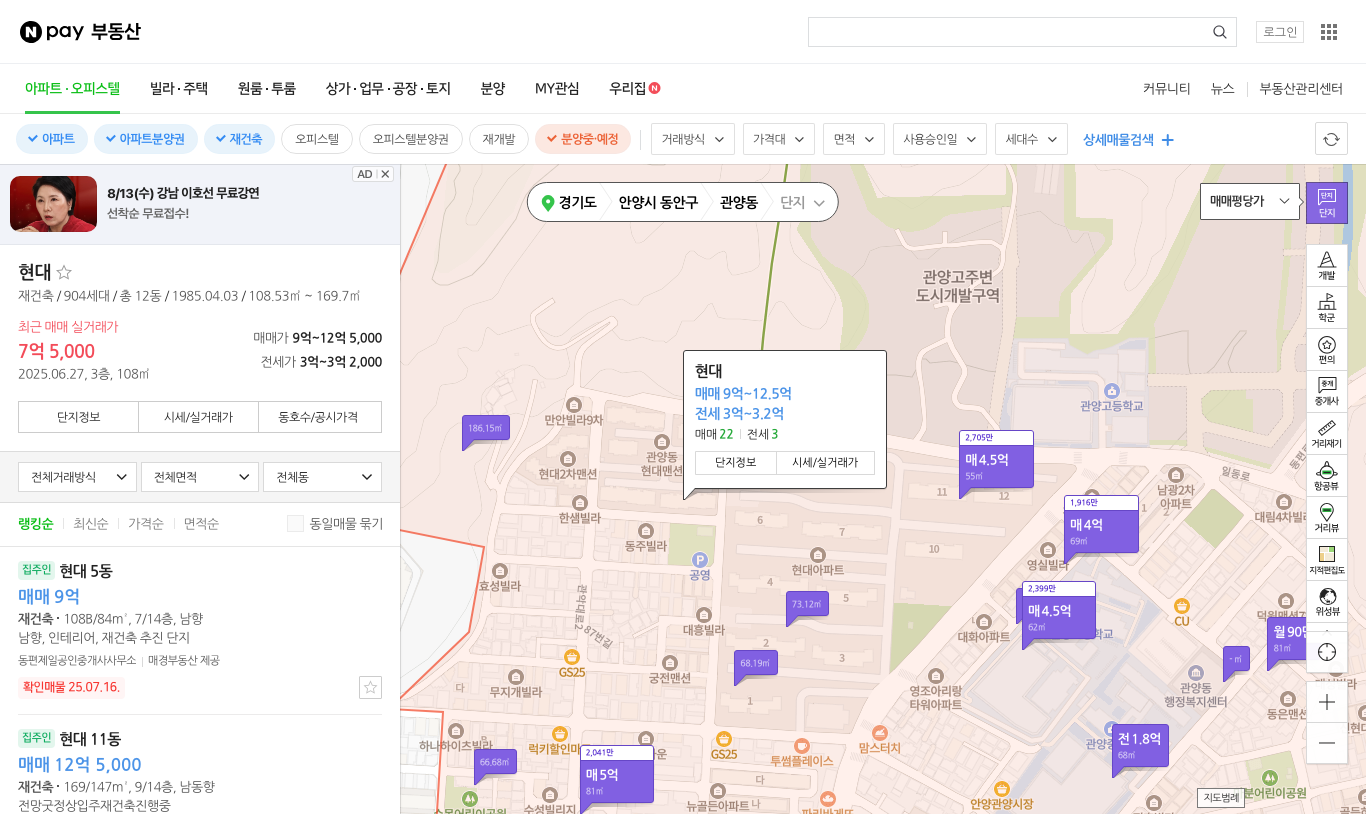 N pay 부동산
로그인
아파트·오피스텔
빌라·주택
원룸·투룸
상가·업무·공장·토지
분양
MY관심
우리집 N
커뮤니티
뉴스
부동산관리센터
아파트
아파트분양권
재건축
오피스텔
오피스텔분양권
재개발
분양중·예정
거래방식
가격대
면적
사용승인일
세대수
상세매물검색
AD
8/13(수) 강남 이호선 무료강연
선착순 무료접수!
현대
재건축 / 904세대 / 총 12동 / 1985.04.03 / 108.53㎡ ~ 169.7㎡
최근 매매 실거래가
7억 5,000
2025.06.27, 3층, 108㎡
매매가 9억~12억 5,000
전세가 3억~3억 2,000
단지정보
시세/실거래가
동호수/공시가격
전체거래방식
전체면적
전체동
랭킹순
최신순
가격순
면적순
동일매물 묶기
집주인 현대 5동
매매 9억
재건축 · 108B/84㎡, 7/14층, 남향
남향, 인테리어, 재건축 추진 단지
동편제일공인중개사사무소 | 매경부동산 제공
확인매물 25.07.16.
집주인 현대 11동
매매 12억 5,000
재건축 · 169/147㎡, 9/14층, 남동향
전망굿정상입주재건축진행중
경기도
안양시 동안구
관양동
단지
매매평당가
단지
단지
개발
학군
편의
중개
중개사
거리재기
항공뷰
거리뷰
지적편집도
위성뷰
지도범례
관양고주변
도시개발구역
현대
매매 9억~12.5억
전세 3억~3.2억
매매 22 | 전세 3
단지정보
시세/실거래가
관양고등학교
186.15㎡
만안빌라9차
관양동
현대맨션
현대2차맨션
한샘빌라
동주빌라
공영
효성빌라
관악대로287번길
대흥빌라
GS25
궁전맨션
무지개빌라
다
하나하이츠빌라
럭키할인마
66.68㎡
2,041만
매 5억
81㎡
수성빌리지
GS25
투썸플레이스
뉴골든아파트
나
맘스터치
68.19㎡
73.12㎡
현대아파트
6
7
4
5
2
3
1
10
11
12
2,705만
매 4.5억
55㎡
1,916만
매 4억
69㎡
2,399만
매 4.5억
62㎡
남광2차
아파트
일동로
대림4차빌
영실빌라
대화아파트
CU
덕원맨션
월 90만
81㎡
- ㎡
관양동
행정복지센터
영조아리랑
타워아파트
동은맨션
전 1.8억
68㎡
안양관양시장
분어린이공원